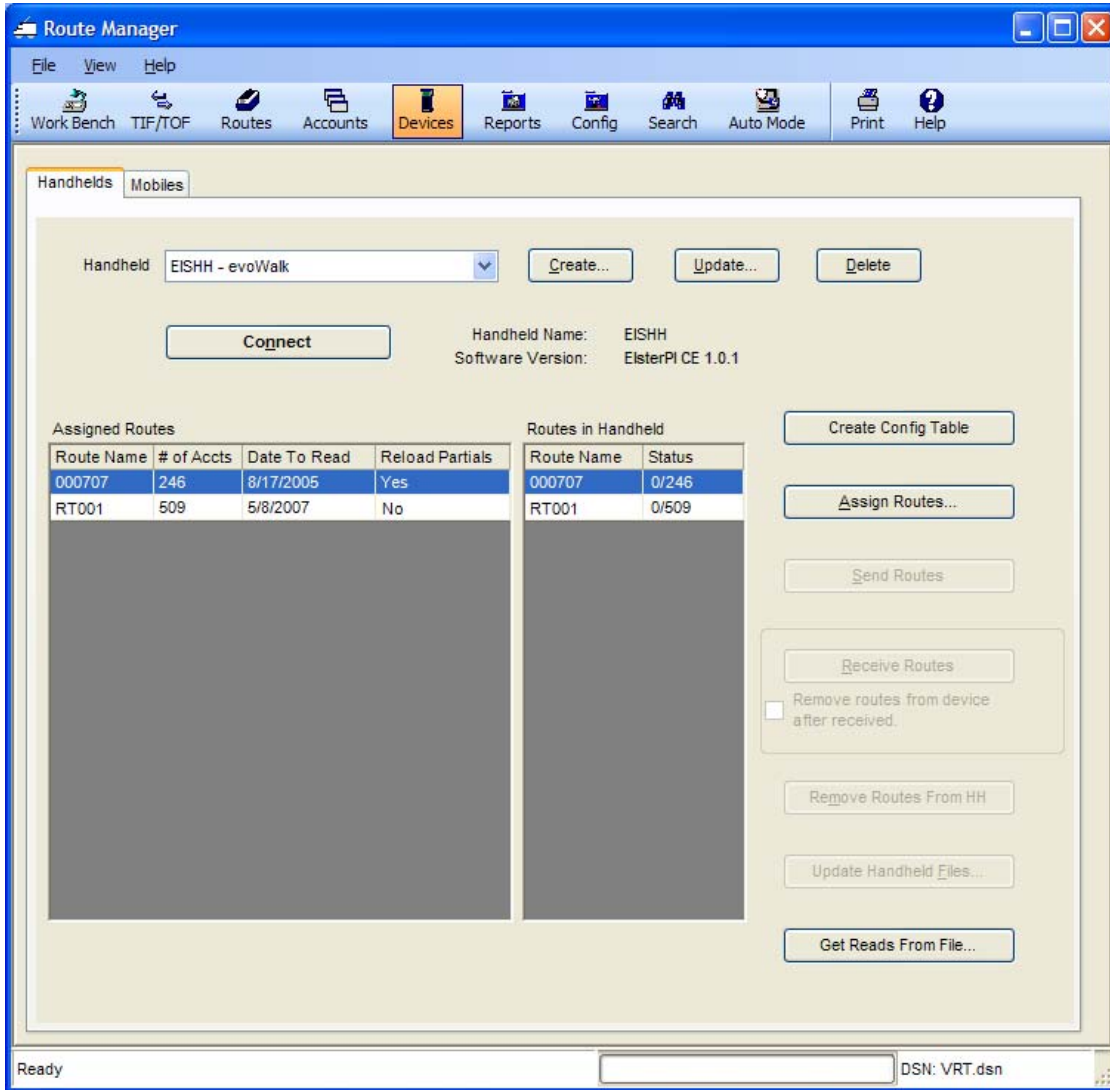 Route Manager
File View Help
Work Bench TIF/TOF Routes Accounts Devices Reports Config Search Auto Mode Print Help
Handhelds Mobiles
Handheld EISHH - evoWalk Create... Update... Delete
Connect Handheld Name: EISHH
Software Version: ElsterPI CE 1.0.1
Assigned Routes Routes in Handheld Create Config Table
Route Name # of Accts Date To Read Reload Partials Route Name Status
000707 246 8/17/2005 Yes 000707 0/246
RT001 509 5/8/2007 No RT001 0/509
Assign Routes...
Send Routes
Receive Routes
Remove routes from device
after received.
Remove Routes From HH
Update Handheld Files...
Get Reads From File...
Ready DSN: VRT.dsn